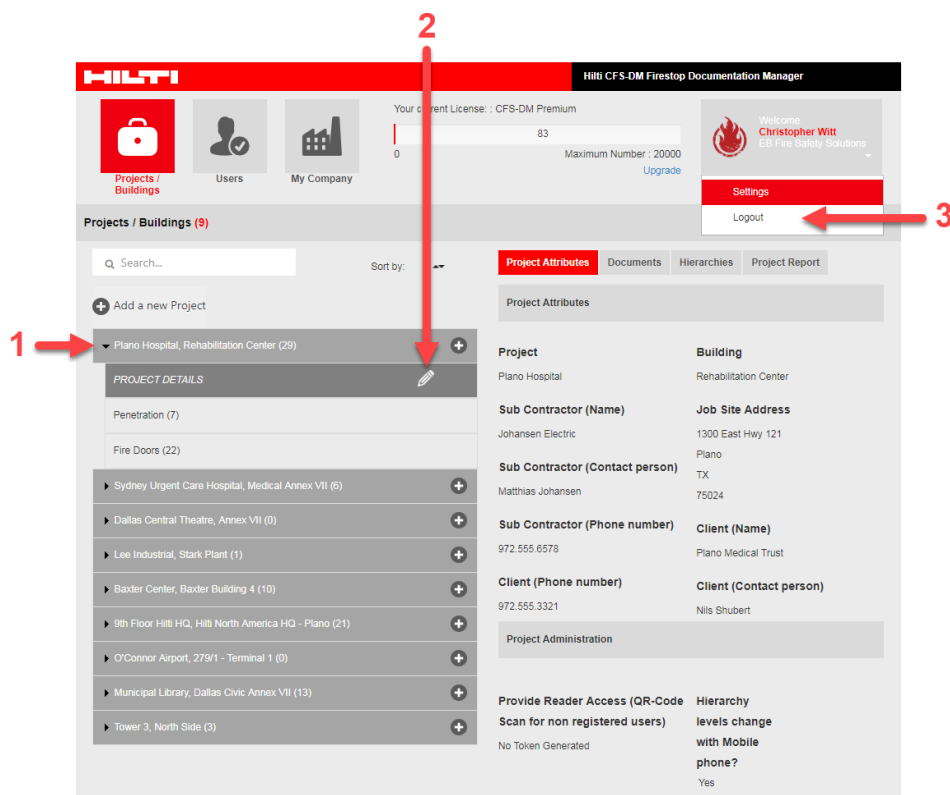 2
HILTI
Hilti CFS-DM Firestop Documentation Manager
Your current License: : CFS-DM Premium
83
0
Maximum Number : 20000
Upgrade
Projects /
Buildings
Users
My Company
Welcome
Christopher Witt
EB Fire Safety Solutions
Settings
Logout
3
Projects / Buildings (9)
Search...
Sort by:
Add a new Project
1
Plano Hospital, Rehabilitation Center (29)
PROJECT DETAILS
Penetration (7)
Fire Doors (22)
Sydney Urgent Care Hospital, Medical Annex VII (6)
Dallas Central Theatre, Annex VII (0)
Lee Industrial, Stark Plant (1)
Baxter Center, Baxter Building 4 (10)
9th Floor Hilti HQ, Hilti North America HQ - Plano (21)
O'Connor Airport, 279/1 - Terminal 1 (0)
Municipal Library, Dallas Civic Annex VII (13)
Tower 3, North Side (3)
Project Attributes
Documents
Hierarchies
Project Report
Project Attributes
Project
Plano Hospital
Sub Contractor (Name)
Johansen Electric
Sub Contractor (Contact person)
Matthias Johansen
Sub Contractor (Phone number)
972.555.6578
Client (Phone number)
972.555.3321
Building
Rehabilitation Center
Job Site Address
1300 East Hwy 121
Plano
TX
75024
Client (Name)
Plano Medical Trust
Client (Contact person)
Nils Shubert
Project Administration
Provide Reader Access (QR-Code
Scan for non registered users)
No Token Generated
Hierarchy
levels change
with Mobile
phone?
Yes